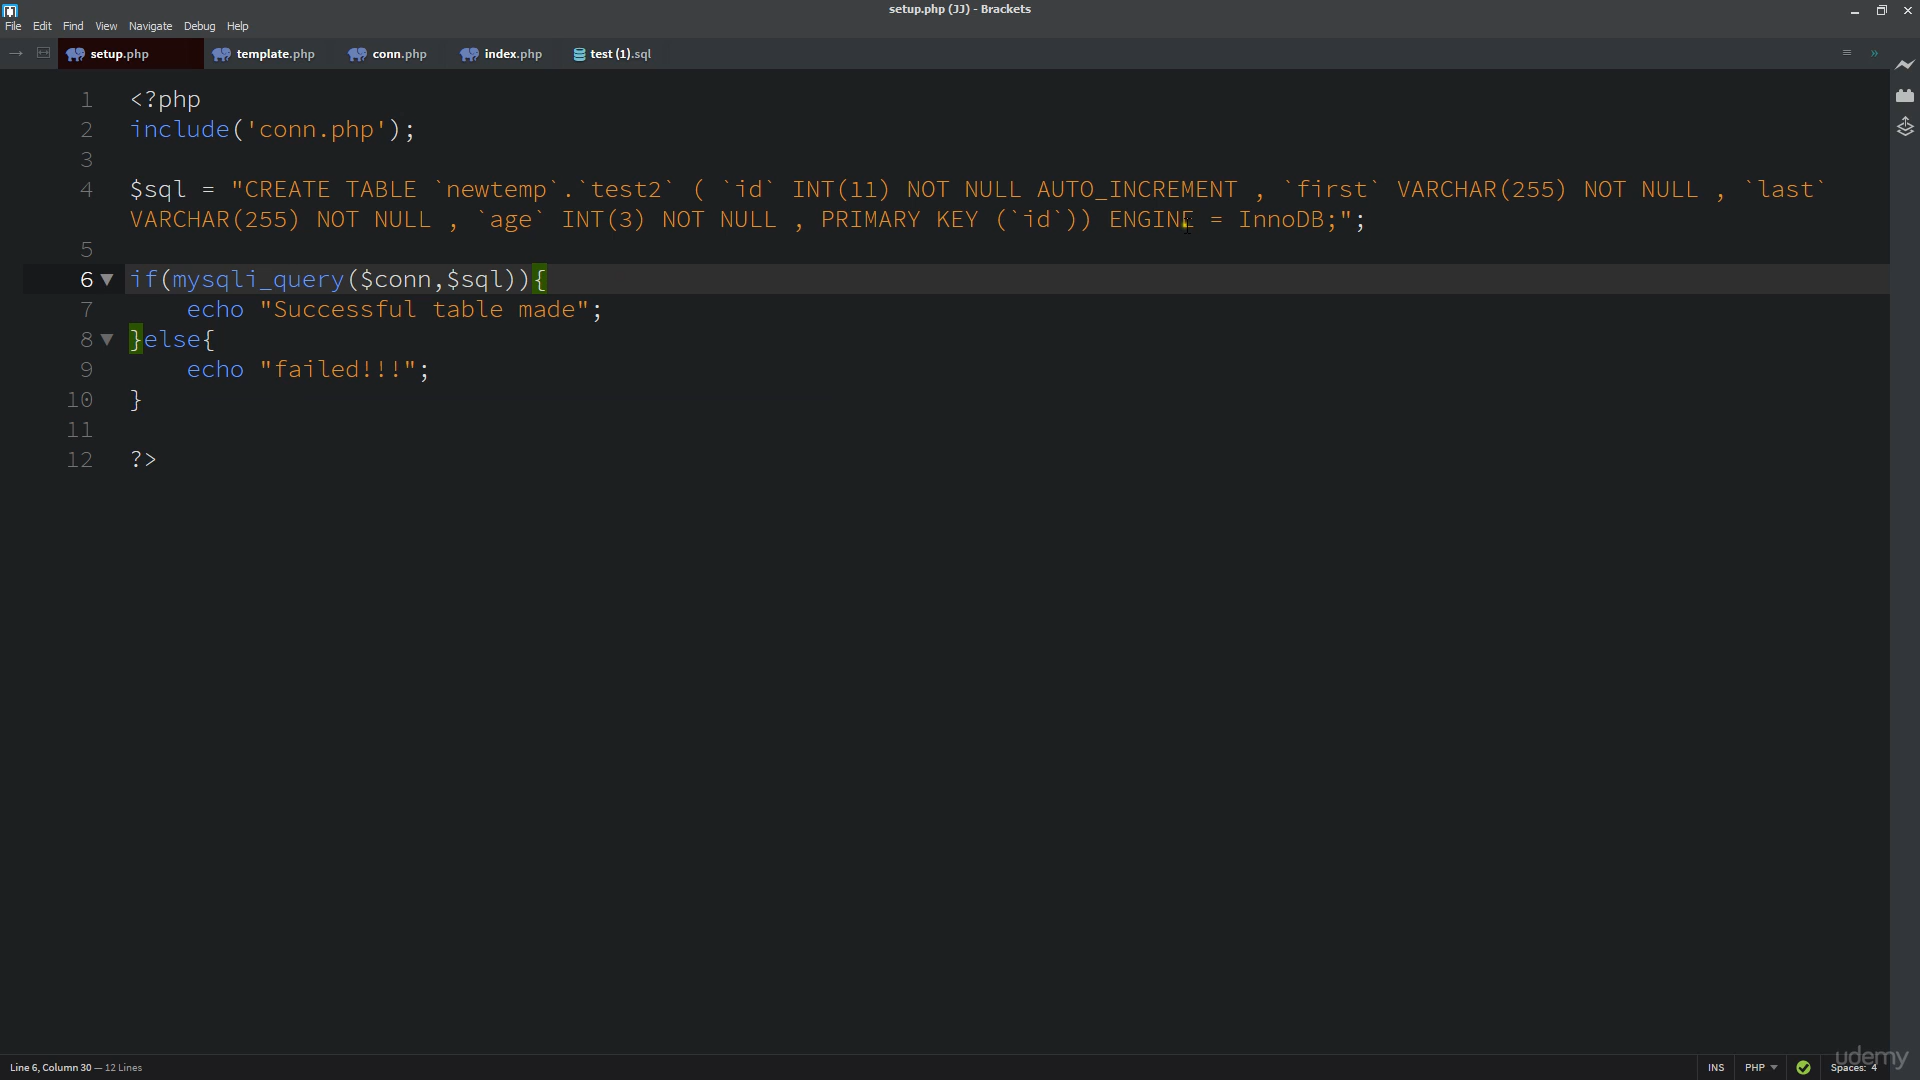 setup.php (JJ) - Brackets
File Edit Find View Navigate Debug Help
setup.php template.php conn.php index.php test (1).sql
1 <?php
2 include('conn.php');
3
4 $sql = "CREATE TABLE `newtemp`.`test2` ( `id` INT(11) NOT NULL AUTO_INCREMENT , `first` VARCHAR(255) NOT NULL , `last`
VARCHAR(255) NOT NULL , `age` INT(3) NOT NULL , PRIMARY KEY (`id`)) ENGINE = InnoDB;";
5
6 if(mysqli_query($conn,$sql)){
7 echo "Successful table made";
8 }else{
9 echo "failed!!!";
10 }
11
12 ?>
Line 6, Column 30 — 12 Lines INS PHP Spaces: 4
udemy